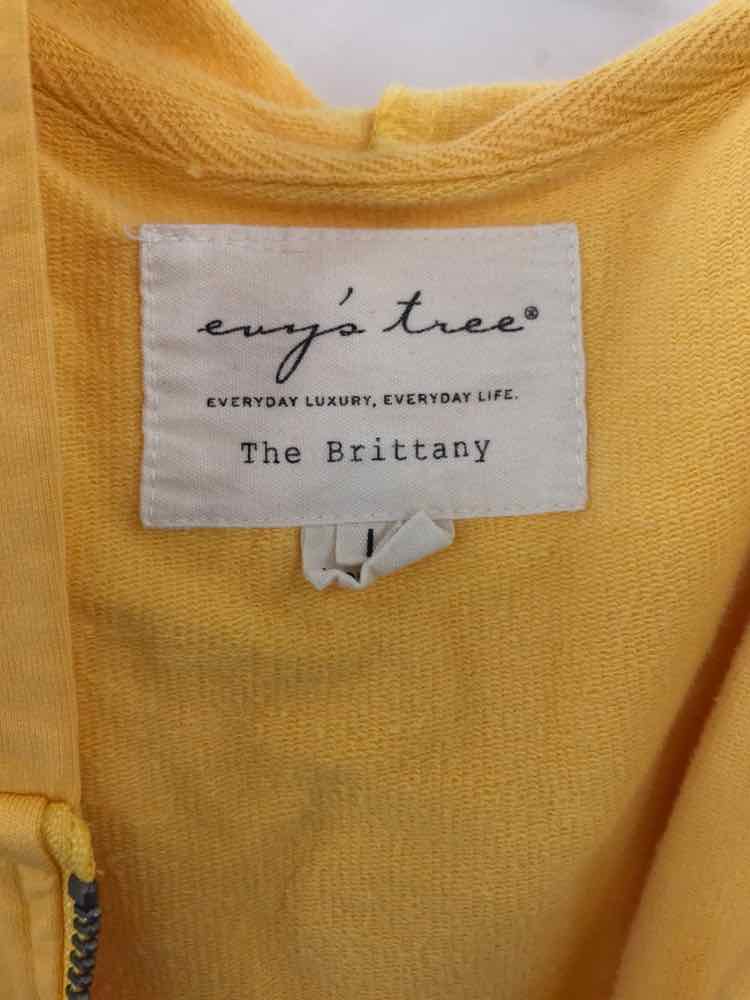 evy's tree®
EVERYDAY LUXURY, EVERYDAY LIFE.
The Brittany